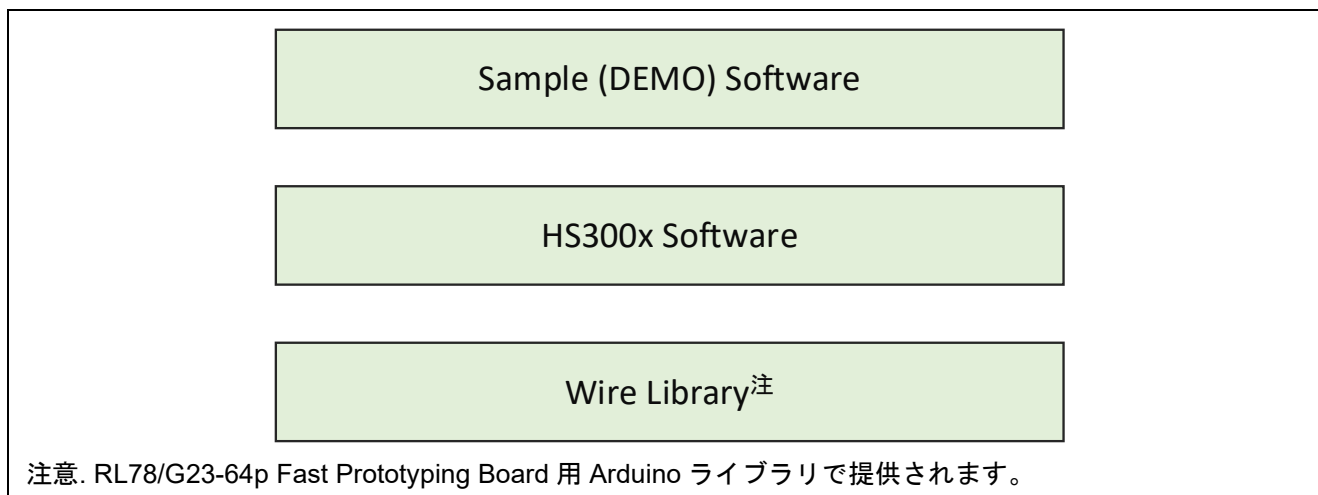 Sample (DEMO) Software
HS300x Software
Wire Library注
注意. RL78/G23-64p Fast Prototyping Board 用 Arduino ライブラリで提供されます。